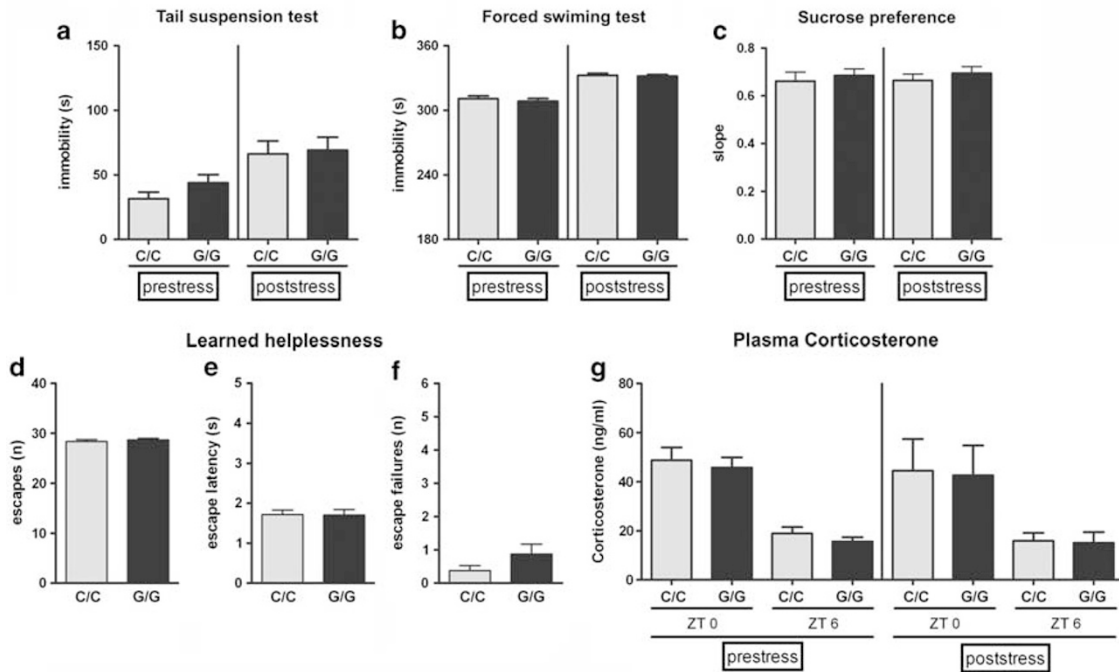 Tail suspension test
Forced swiming test
Sucrose preference
a
b
c
immobility (s)
150
100
50
0
C/C G/G C/C G/G
prestress poststress
immobility (s)
360
300
240
180
C/C G/G C/C G/G
prestress poststress
slope
0.8
0.6
0.4
0.2
0.0
C/C G/G C/C G/G
prestress poststress
Learned helplessness
Plasma Corticosterone
d
e
f
g
escapes (n)
40
30
20
10
0
C/C G/G
escape latency (s)
5
4
3
2
1
0
C/C G/G
escape failures (n)
6
5
4
3
2
1
0
C/C G/G
Corticosterone (ng/ml)
80
60
40
20
0
C/C G/G C/C G/G C/C G/G C/C G/G
ZT 0 ZT 6 ZT 0 ZT 6
prestress poststress